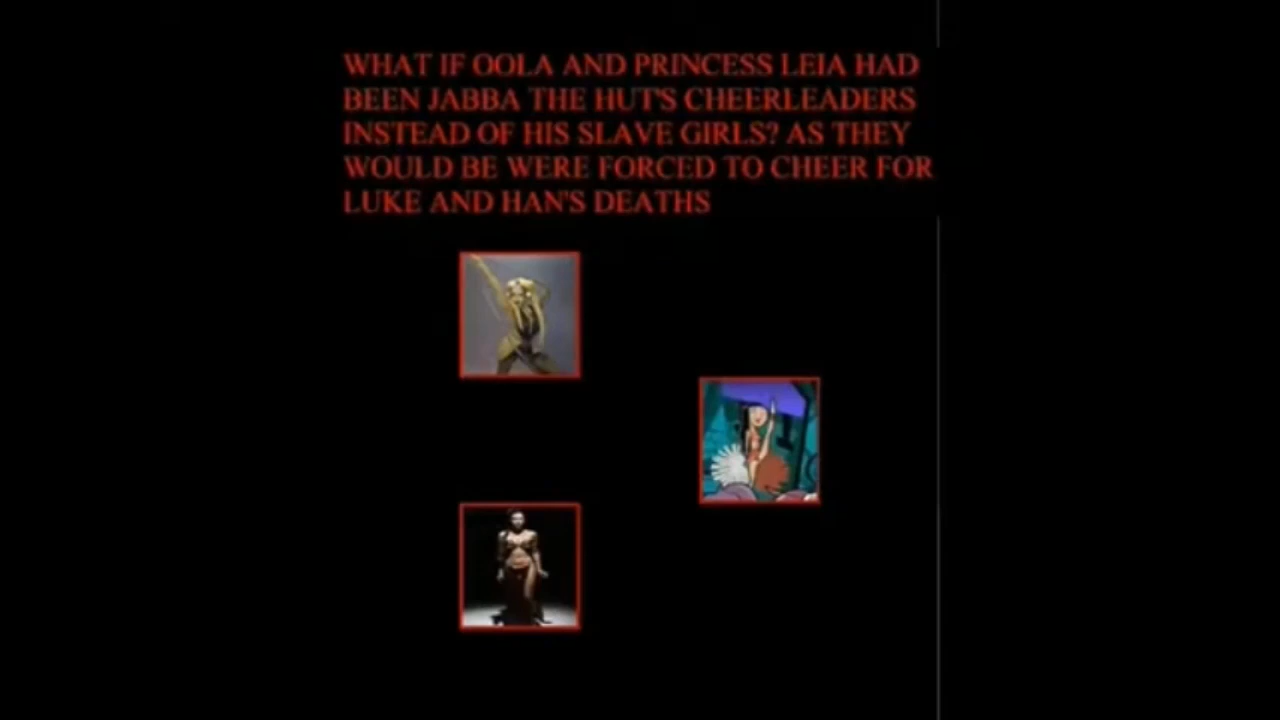 WHAT IF OOLA AND PRINCESS LEIA HAD
BEEN JABBA THE HUT'S CHEERLEADERS
INSTEAD OF HIS SLAVE GIRLS? AS THEY
WOULD BE WERE FORCED TO CHEER FOR
LUKE AND HAN'S DEATHS